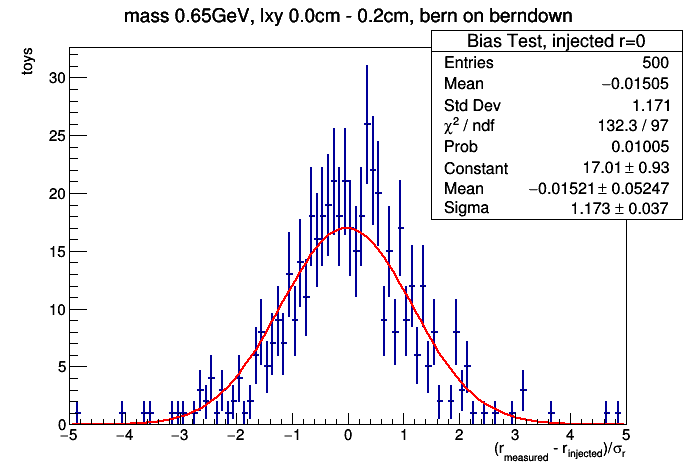 mass 0.65GeV, lxy 0.0cm - 0.2cm, bern on berndown
toys
Bias Test, injected r=0
Entries 500
Mean −0.01505
Std Dev 1.171
χ² / ndf 132.3 / 97
Prob 0.01005
Constant 17.01 ± 0.93
Mean −0.01521 ± 0.05247
Sigma 1.173 ± 0.037
30
25
20
15
10
5
0
−5 −4 −3 −2 −1 0 1 2 3 4 5
(r_measured - r_injected)/σ_r